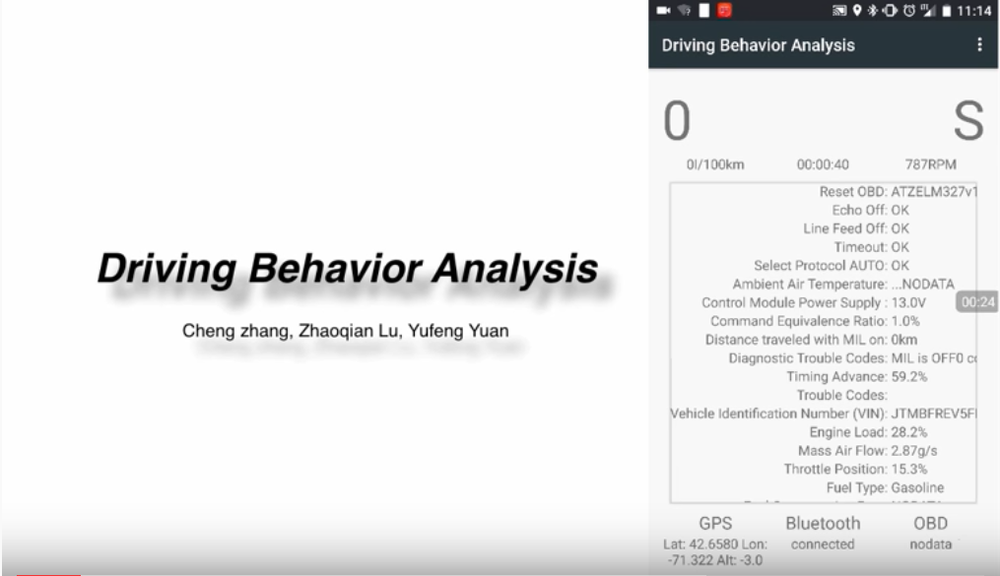 Driving Behavior Analysis
Cheng zhang, Zhaoqian Lu, Yufeng Yuan
11:14
Driving Behavior Analysis
0 S
0l/100km 00:00:40 787RPM
Reset OBD: ATZELM327v1
Echo Off: OK
Line Feed Off: OK
Timeout: OK
Select Protocol AUTO: OK
Ambient Air Temperature: ...NODATA
Control Module Power Supply : 13.0V
00:24
Command Equivalence Ratio: 1.0%
Distance traveled with MIL on: 0km
Diagnostic Trouble Codes: MIL is OFF0
Timing Advance: 59.2%
Trouble Codes:
Vehicle Identification Number (VIN): JTMBFREV5F
Engine Load: 28.2%
Mass Air Flow: 2.87g/s
Throttle Position: 15.3%
Fuel Type: Gasoline
GPS Bluetooth OBD
Lat: 42.6580 Lon: connected nodata
-71.322 Alt: -3.0